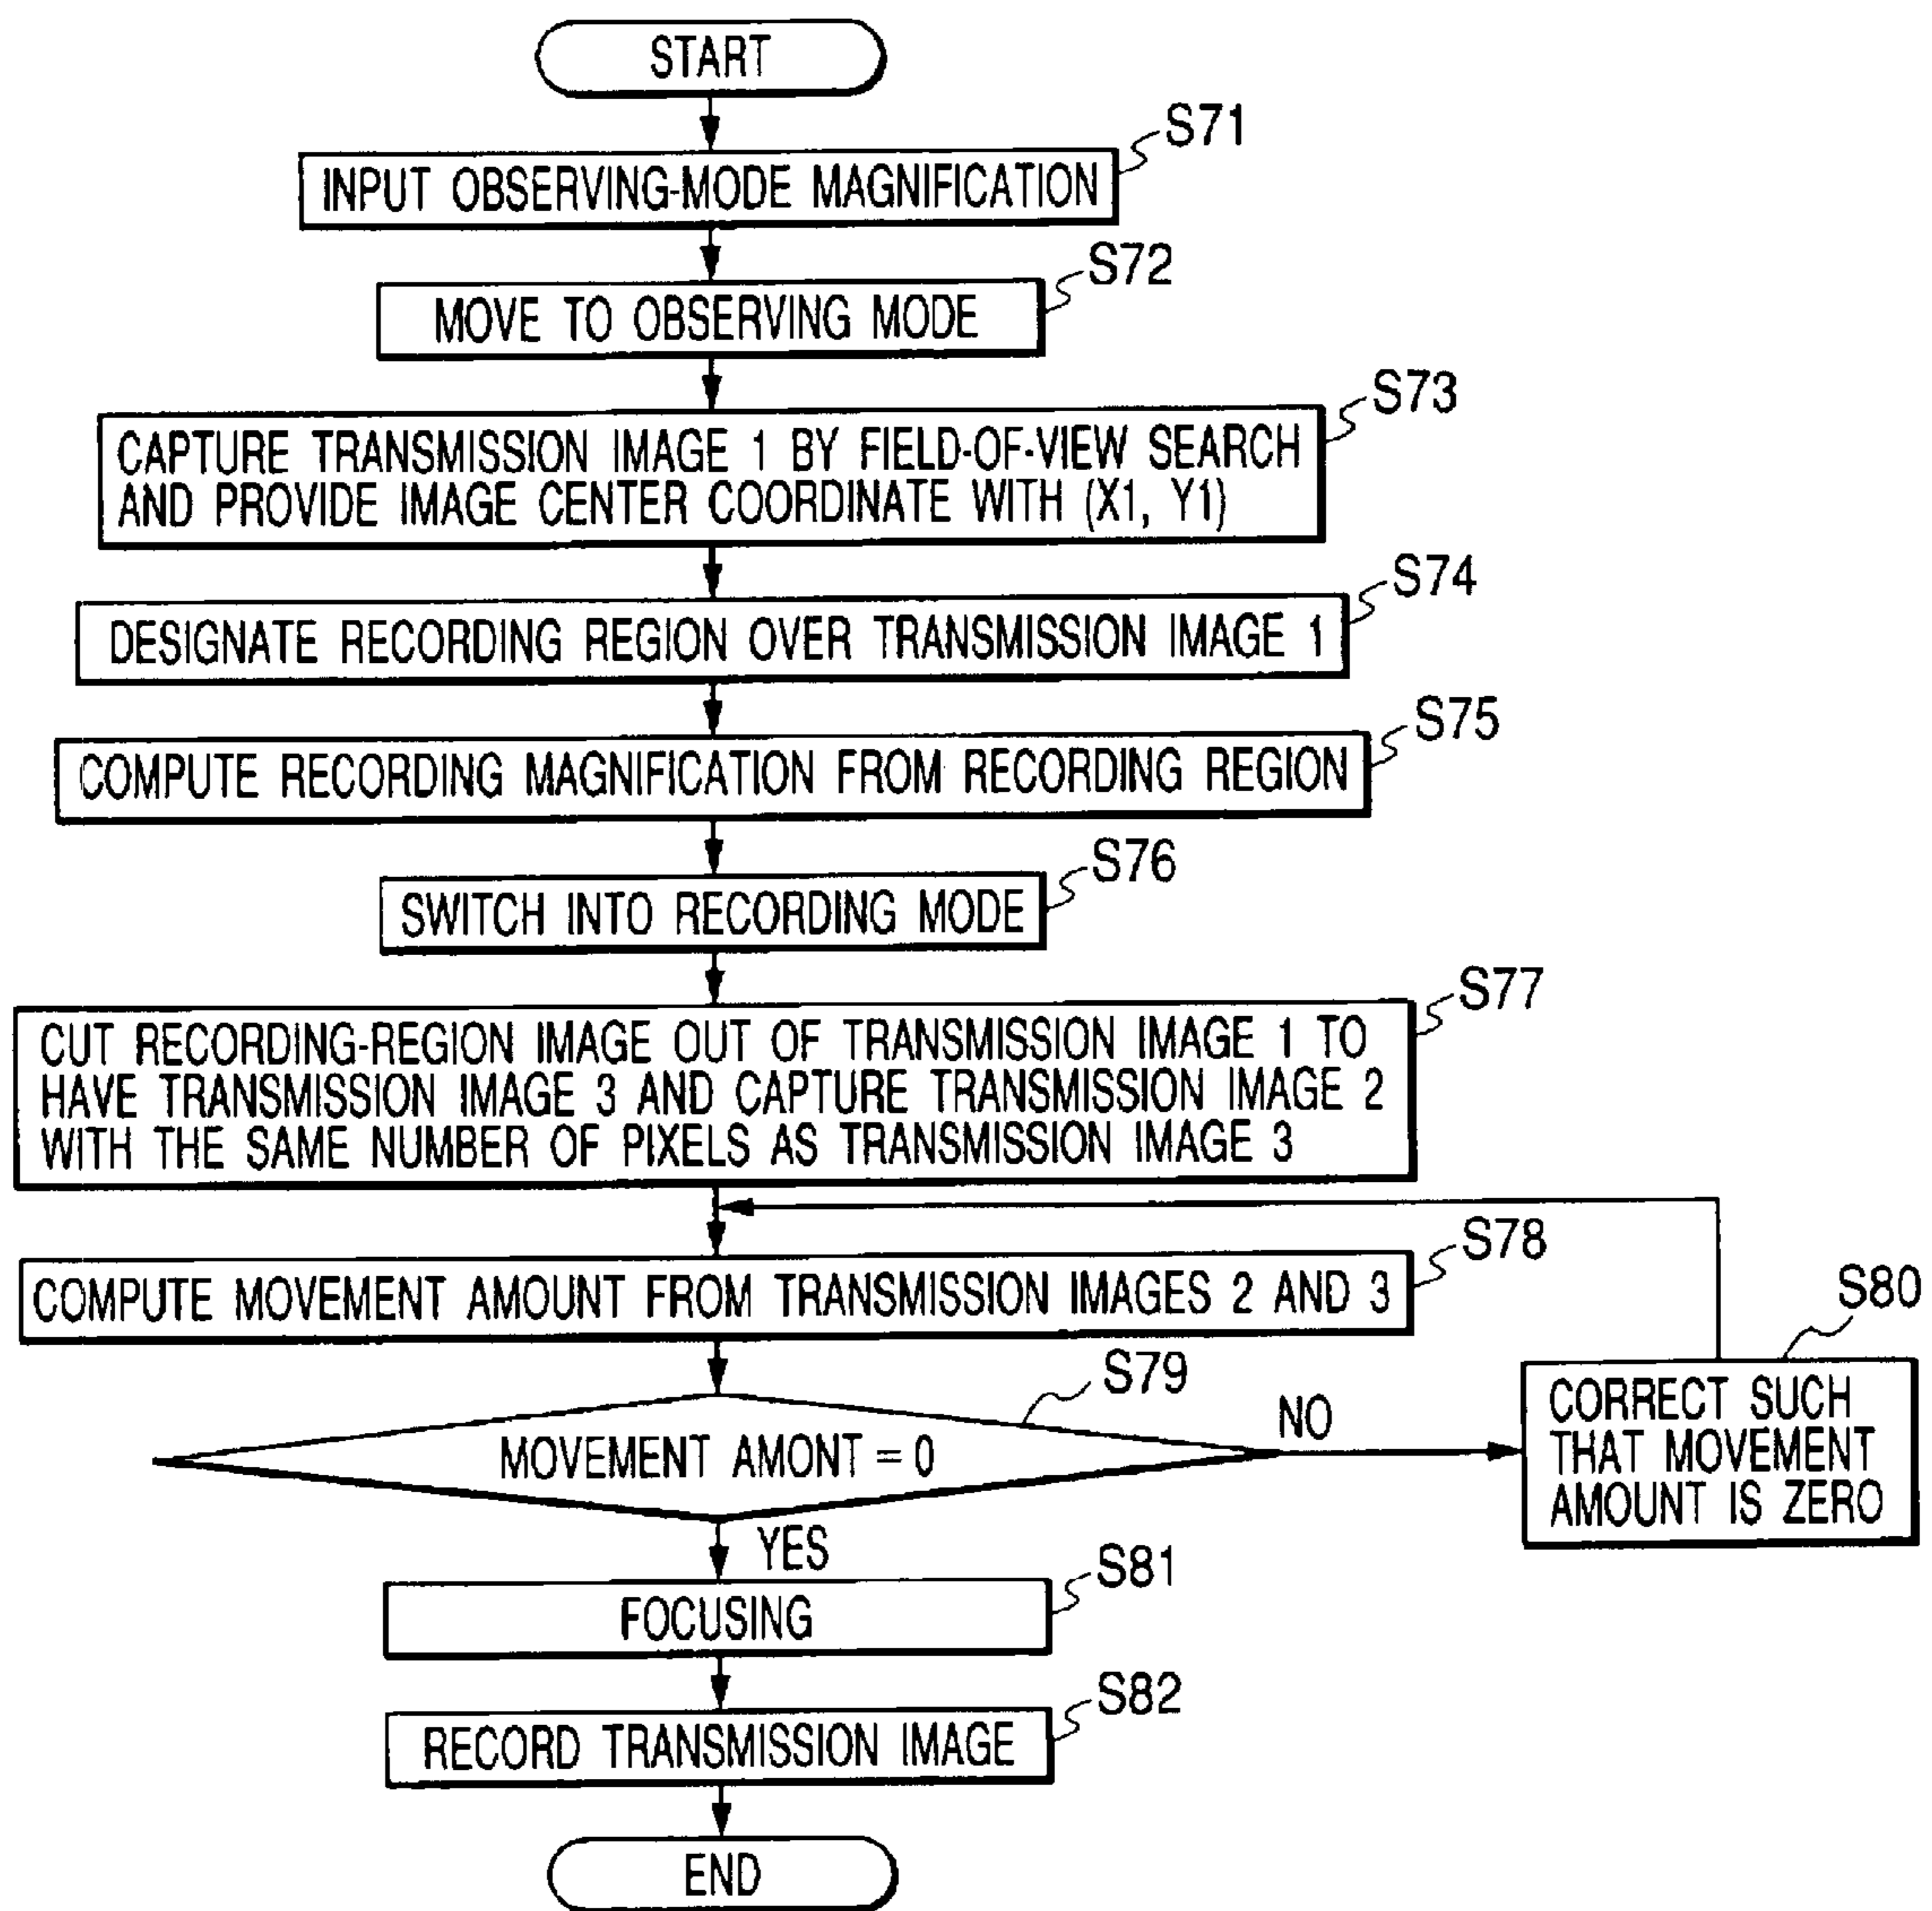 START
S71
INPUT OBSERVING-MODE MAGNIFICATION
S72
MOVE TO OBSERVING MODE
S73
CAPTURE TRANSMISSION IMAGE 1 BY FIELD-OF-VIEW SEARCH
AND PROVIDE IMAGE CENTER COORDINATE WITH (X1, Y1)
S74
DESIGNATE RECORDING REGION OVER TRANSMISSION IMAGE 1
S75
COMPUTE RECORDING MAGNIFICATION FROM RECORDING REGION
S76
SWITCH INTO RECORDING MODE
S77
CUT RECORDING-REGION IMAGE OUT OF TRANSMISSION IMAGE 1 TO
HAVE TRANSMISSION IMAGE 3 AND CAPTURE TRANSMISSION IMAGE 2
WITH THE SAME NUMBER OF PIXELS AS TRANSMISSION IMAGE 3
S78
COMPUTE MOVEMENT AMOUNT FROM TRANSMISSION IMAGES 2 AND 3
S79
MOVEMENT AMONT = 0
NO
S80
CORRECT SUCH
THAT MOVEMENT
AMOUNT IS ZERO
YES
S81
FOCUSING
S82
RECORD TRANSMISSION IMAGE
END